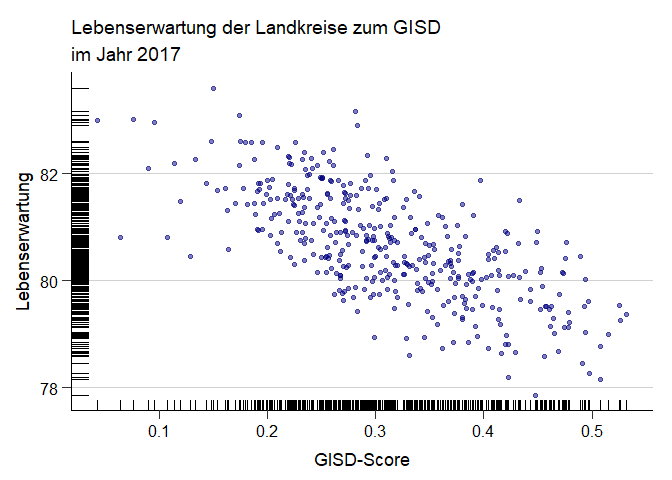 Lebenserwartung der Landkreise zum GISD
im Jahr 2017
Lebenserwartung
82
80
78
0.1 0.2 0.3 0.4 0.5
GISD-Score